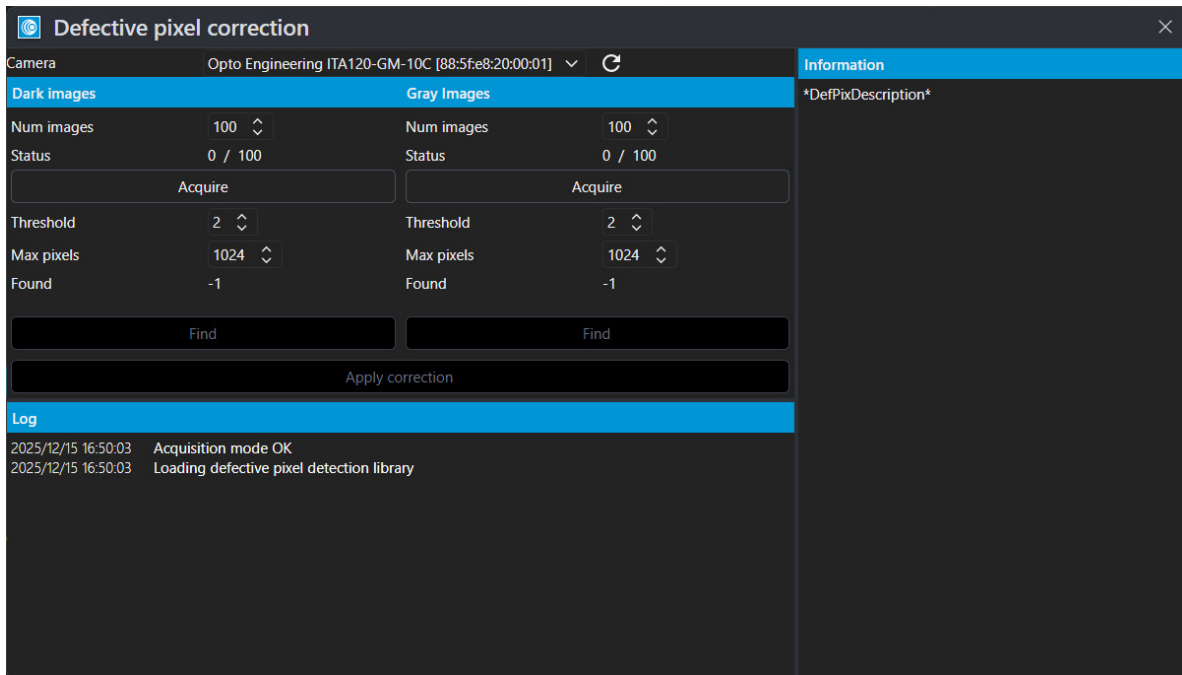 Defective pixel correction
Camera Opto Engineering ITA120-GM-10C [88:5f:e8:20:00:01]
Information
Dark images Gray Images
*DefPixDescription*
Num images 100 Num images 100
Status 0 / 100 Status 0 / 100
Acquire Acquire
Threshold 2 Threshold 2
Max pixels 1024 Max pixels 1024
Found -1 Found -1
Find Find
Apply correction
Log
2025/12/15 16:50:03 Acquisition mode OK
2025/12/15 16:50:03 Loading defective pixel detection library